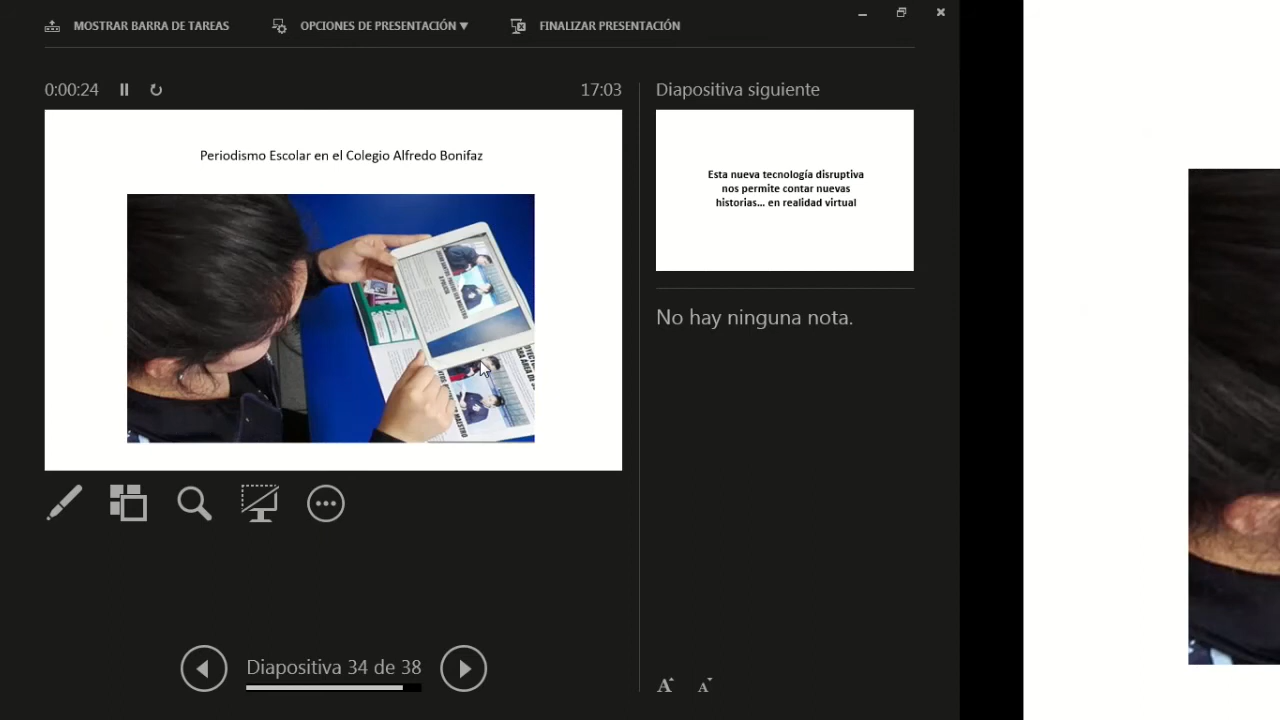 MOSTRAR BARRA DE TAREAS
OPCIONES DE PRESENTACIÓN ▼
FINALIZAR PRESENTACIÓN
0:00:24
17:03
Periodismo Escolar en el Colegio Alfredo Bonifaz
Diapositiva siguiente
Esta nueva tecnología disruptiva
nos permite contar nuevas
historias... en realidad virtual
No hay ninguna nota.
Diapositiva 34 de 38
A A